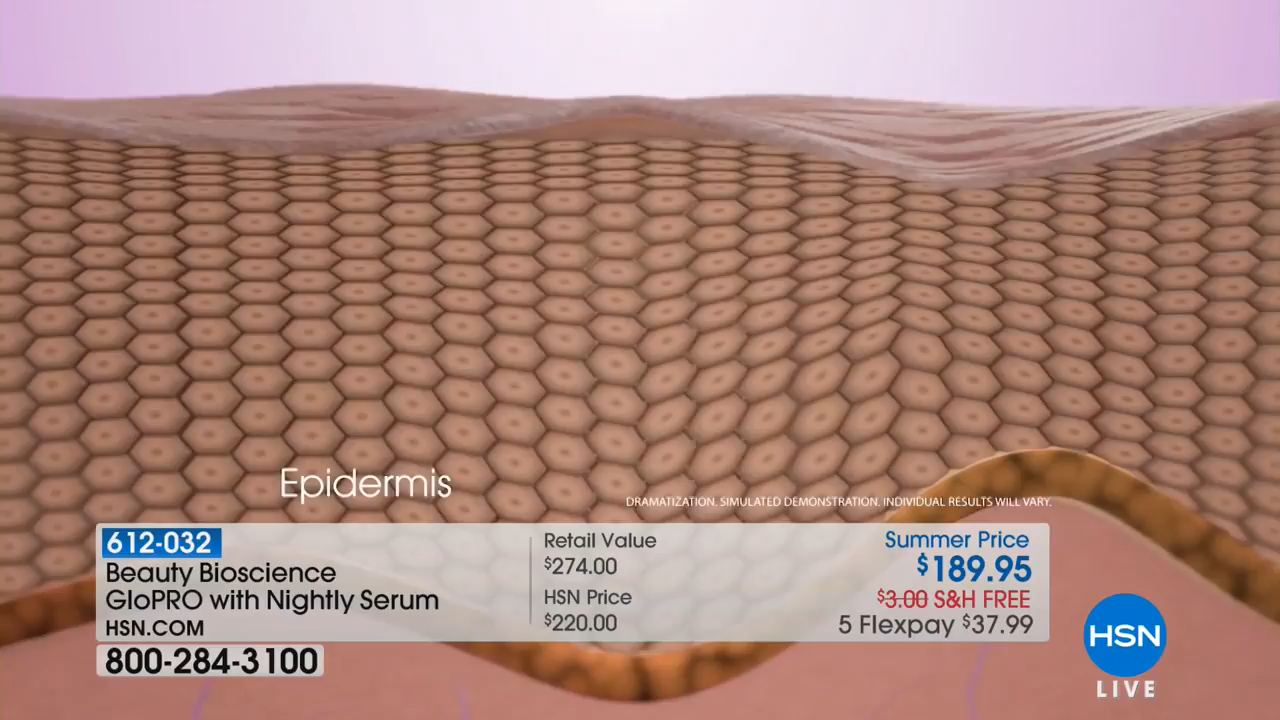 Epidermis
DRAMATIZATION. SIMULATED DEMONSTRATION. INDIVIDUAL RESULTS WILL VARY.
612-032
Beauty Bioscience
GloPRO with Nightly Serum
HSN.COM
800-284-3100
Retail Value
$274.00
HSN Price
$220.00
Summer Price
$189.95
$3.00 S&H FREE
5 Flexpay $37.99
HSN
LIVE